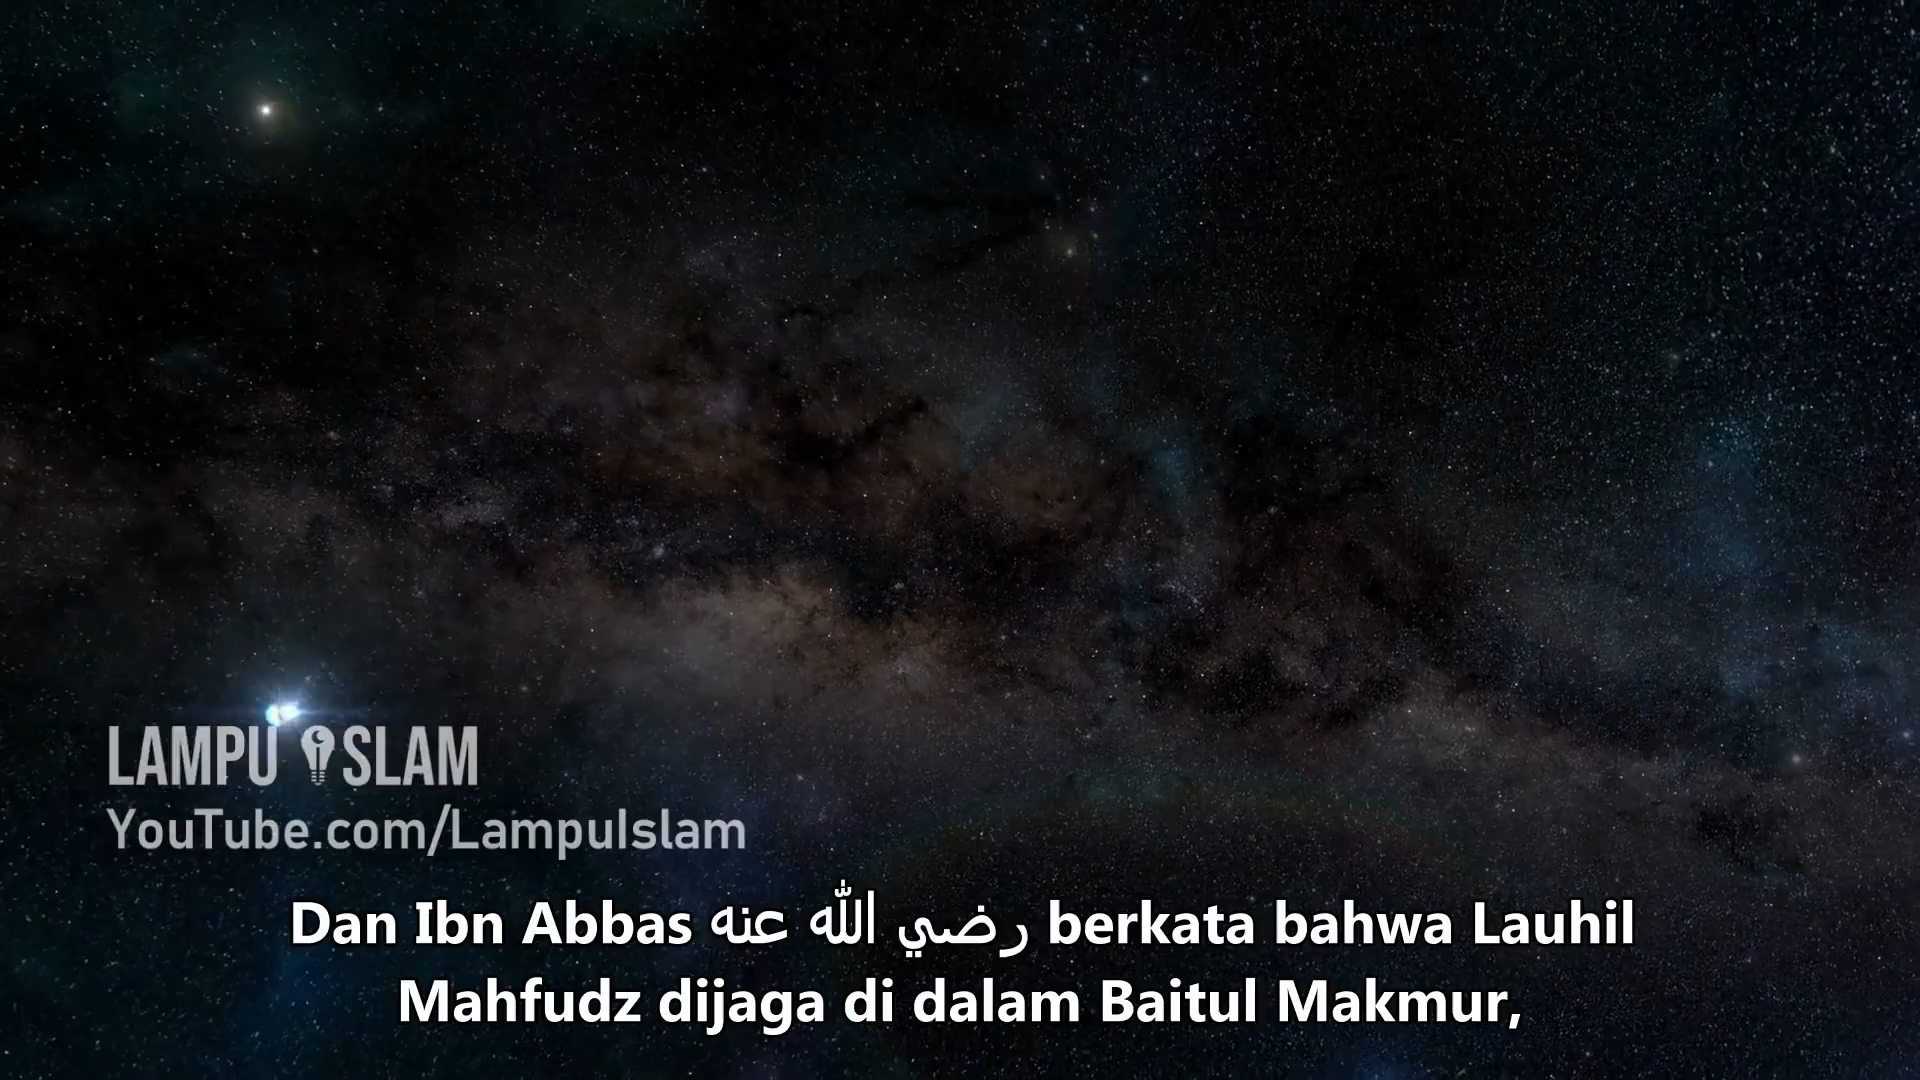 LAMPU ISLAM
YouTube.com/LampuIslam
Dan Ibn Abbas رضي الله عنه berkata bahwa Lauhil
Mahfudz dijaga di dalam Baitul Makmur,